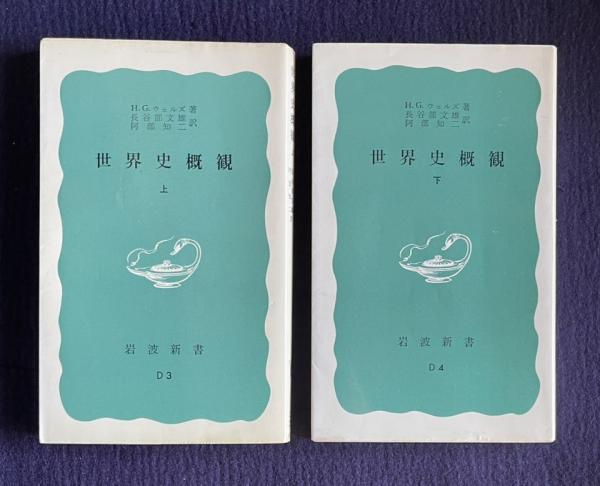 H.G.ウェルズ著
長谷部文雄
阿部知二訳
世界史概観
上
岩波新書
D3
H.G.ウェルズ著
長谷部文雄
阿部知二訳
世界史概観
下
岩波新書
D4